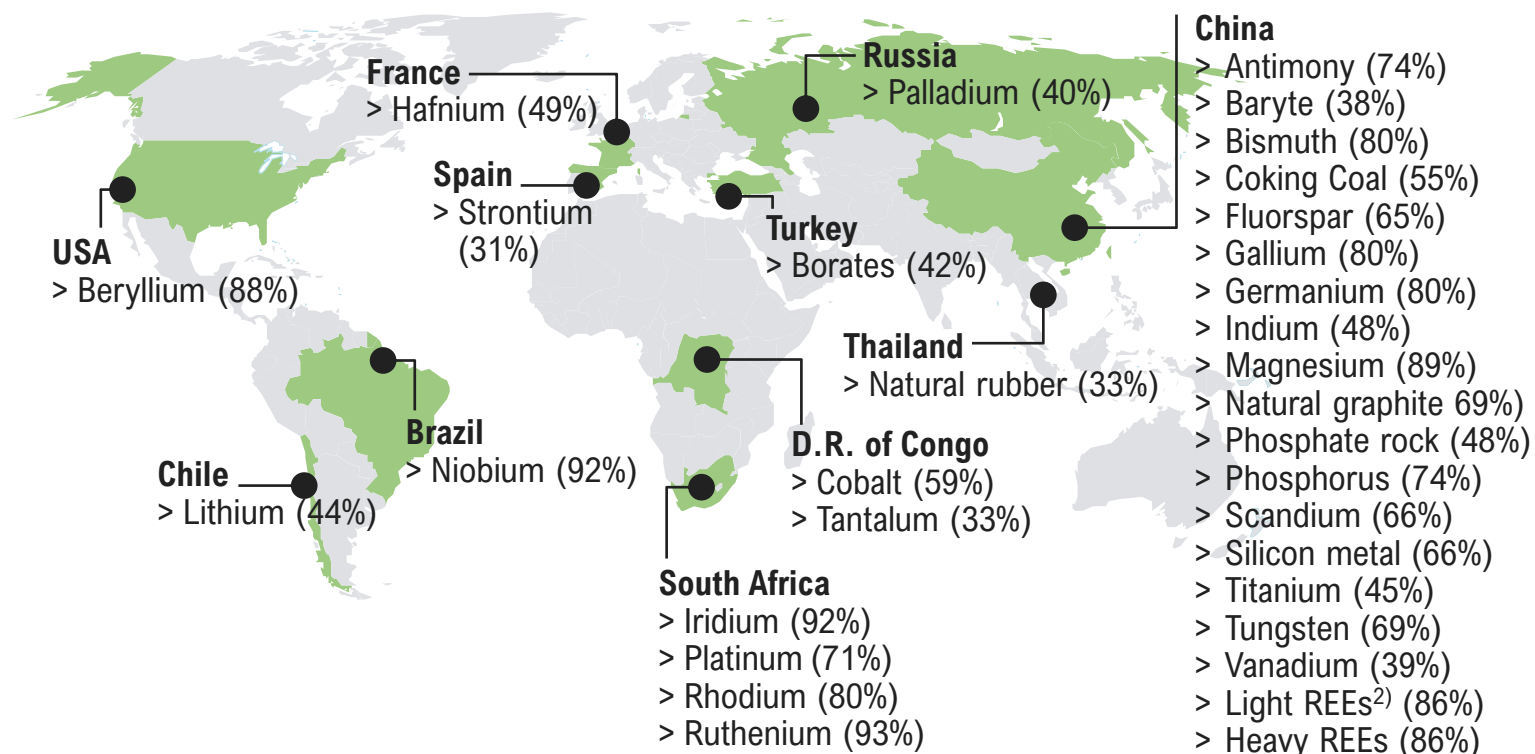 France
> Hafnium (49%)
Russia
> Palladium (40%)
Spain
> Strontium
(31%)
Turkey
> Borates (42%)
USA
> Beryllium (88%)
Thailand
> Natural rubber (33%)
Brazil
> Niobium (92%)
Chile
> Lithium (44%)
D.R. of Congo
> Cobalt (59%)
> Tantalum (33%)
South Africa
> Iridium (92%)
> Platinum (71%)
> Rhodium (80%)
> Ruthenium (93%)
China
> Antimony (74%)
> Baryte (38%)
> Bismuth (80%)
> Coking Coal (55%)
> Fluorspar (65%)
> Gallium (80%)
> Germanium (80%)
> Indium (48%)
> Magnesium (89%)
> Natural graphite 69%)
> Phosphate rock (48%)
> Phosphorus (74%)
> Scandium (66%)
> Silicon metal (66%)
> Titanium (45%)
> Tungsten (69%)
> Vanadium (39%)
> Light REEs2) (86%)
> Heavy REEs (86%)